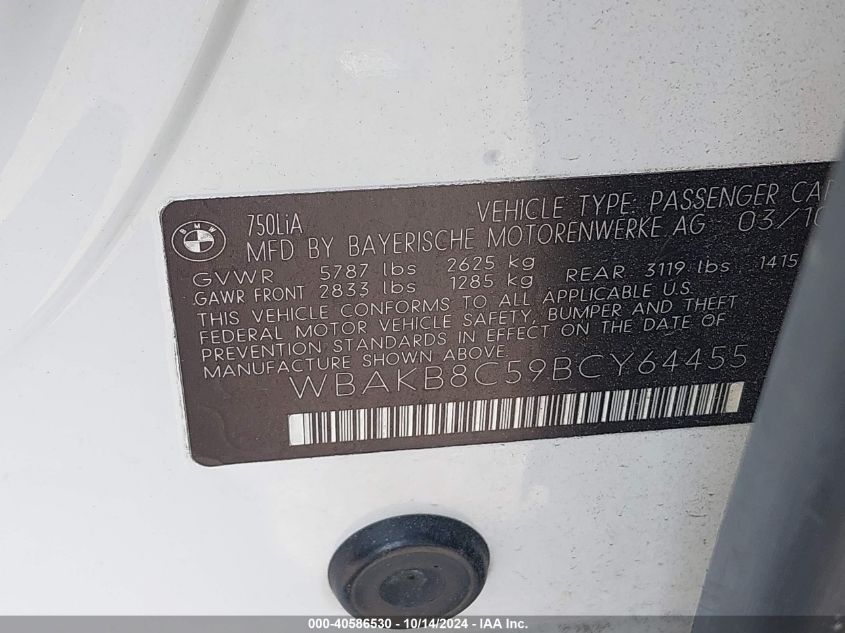 BMW
750LiA VEHICLE TYPE: PASSENGER CAR
MFD BY BAYERISCHE MOTORENWERKE AG 03/10
GVWR 5787 lbs 2625 kg
GAWR FRONT 2833 lbs 1285 kg REAR 3119 lbs 1415
THIS VEHICLE CONFORMS TO ALL APPLICABLE U.S.
FEDERAL MOTOR VEHICLE SAFETY, BUMPER AND THEFT
PREVENTION STANDARDS IN EFFECT ON THE DATE OF
MANUFACTURE SHOWN ABOVE.
WBAKB8C59BCY64455
000-40586530 - 10/14/2024 - IAA Inc.